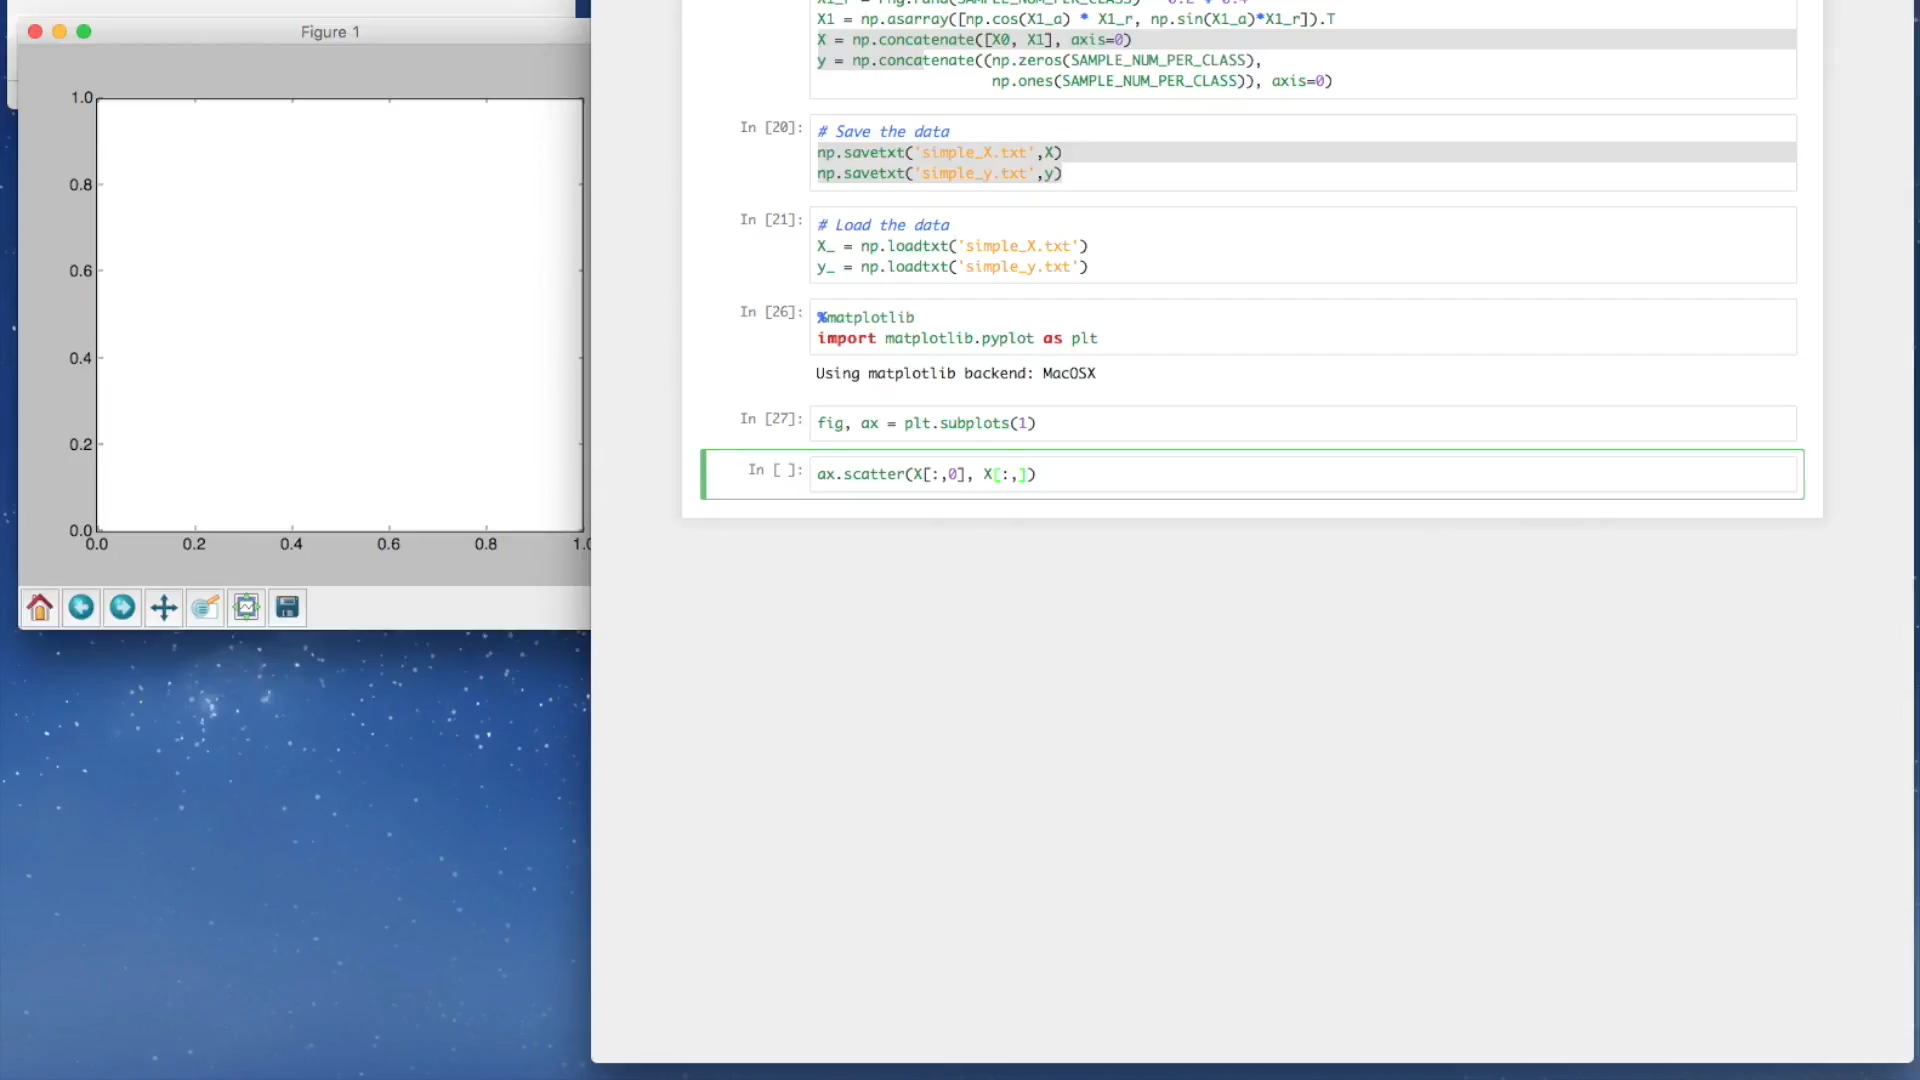 Figure 1
1.0
0.8
0.6
0.4
0.2
0.0
0.0 0.2 0.4 0.6 0.8 1.0
X1 = np.asarray([np.cos(X1_a) * X1_r, np.sin(X1_a)*X1_r]).T
X = np.concatenate([X0, X1], axis=0)
y = np.concatenate((np.zeros(SAMPLE_NUM_PER_CLASS),
np.ones(SAMPLE_NUM_PER_CLASS)), axis=0)
In [20]:
# Save the data
np.savetxt('simple_X.txt',X)
np.savetxt('simple_y.txt',y)
In [21]:
# Load the data
X_ = np.loadtxt('simple_X.txt')
y_ = np.loadtxt('simple_y.txt')
In [26]:
%matplotlib
import matplotlib.pyplot as plt
Using matplotlib backend: MacOSX
In [27]:
fig, ax = plt.subplots(1)
In [ ]:
ax.scatter(X[:,0], X[:,])